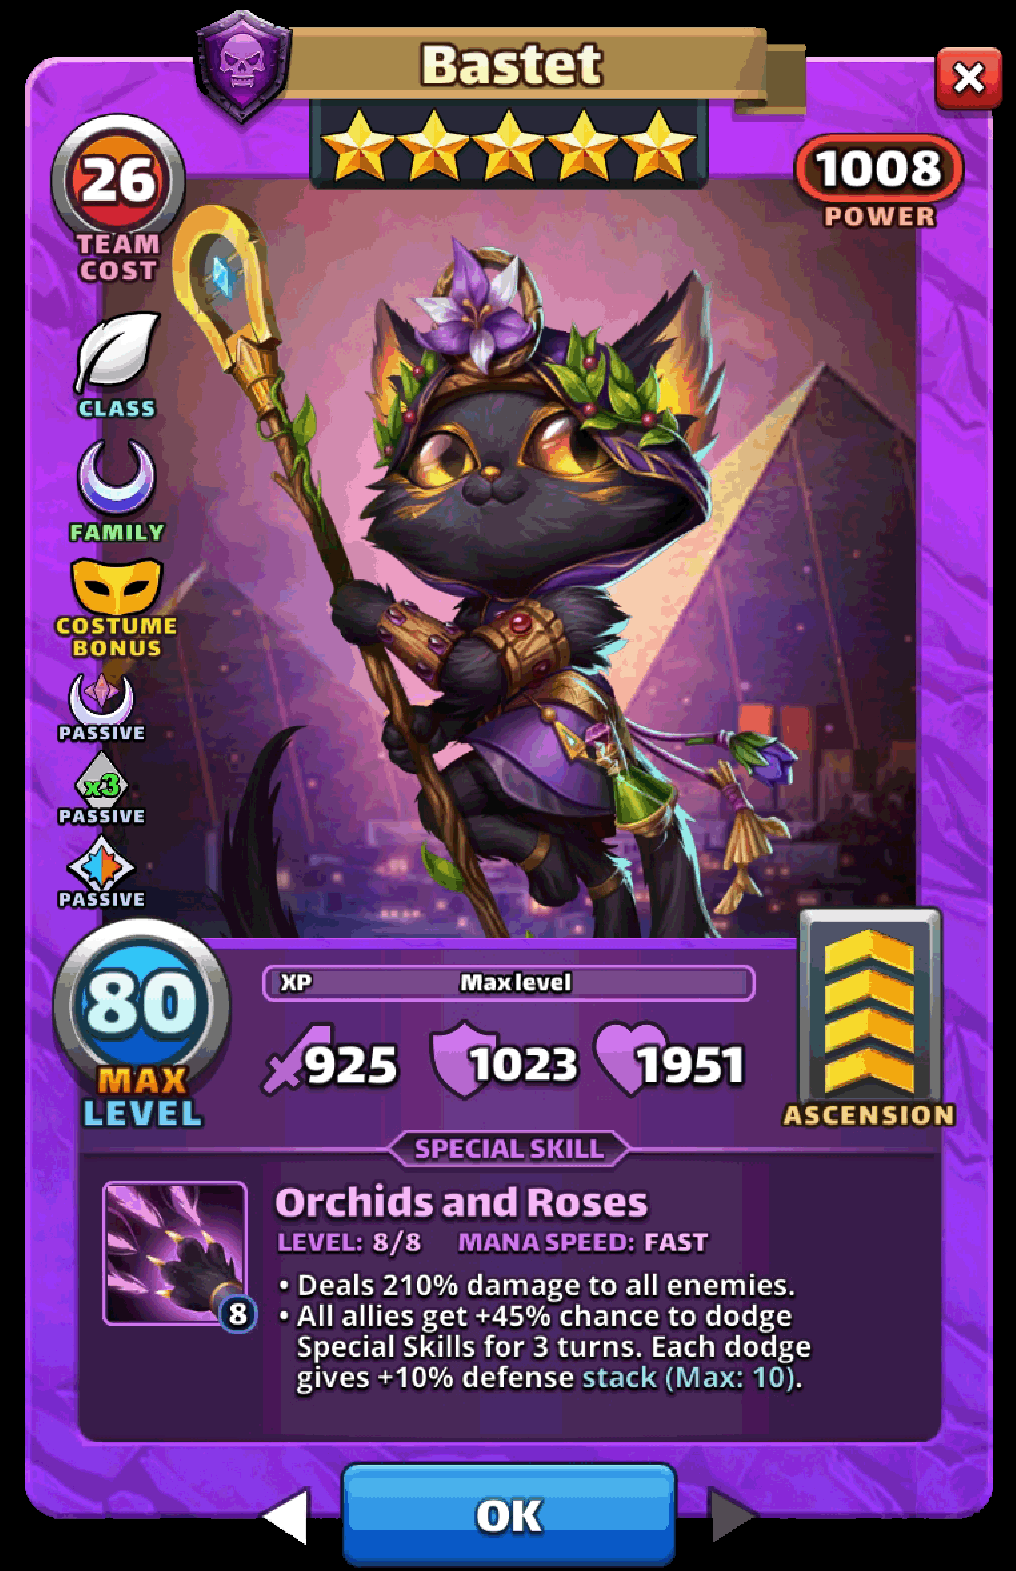 Bastet
26
TEAM
COST
1008
POWER
CLASS
FAMILY
COSTUME
BONUS
PASSIVE
x3
PASSIVE
PASSIVE
80
MAX
LEVEL
XP Max level
925 1023 1951
ASCENSION
SPECIAL SKILL
Orchids and Roses
LEVEL: 8/8 MANA SPEED: FAST
8
• Deals 210% damage to all enemies.
• All allies get +45% chance to dodge
Special Skills for 3 turns. Each dodge
gives +10% defense stack (Max: 10).
OK